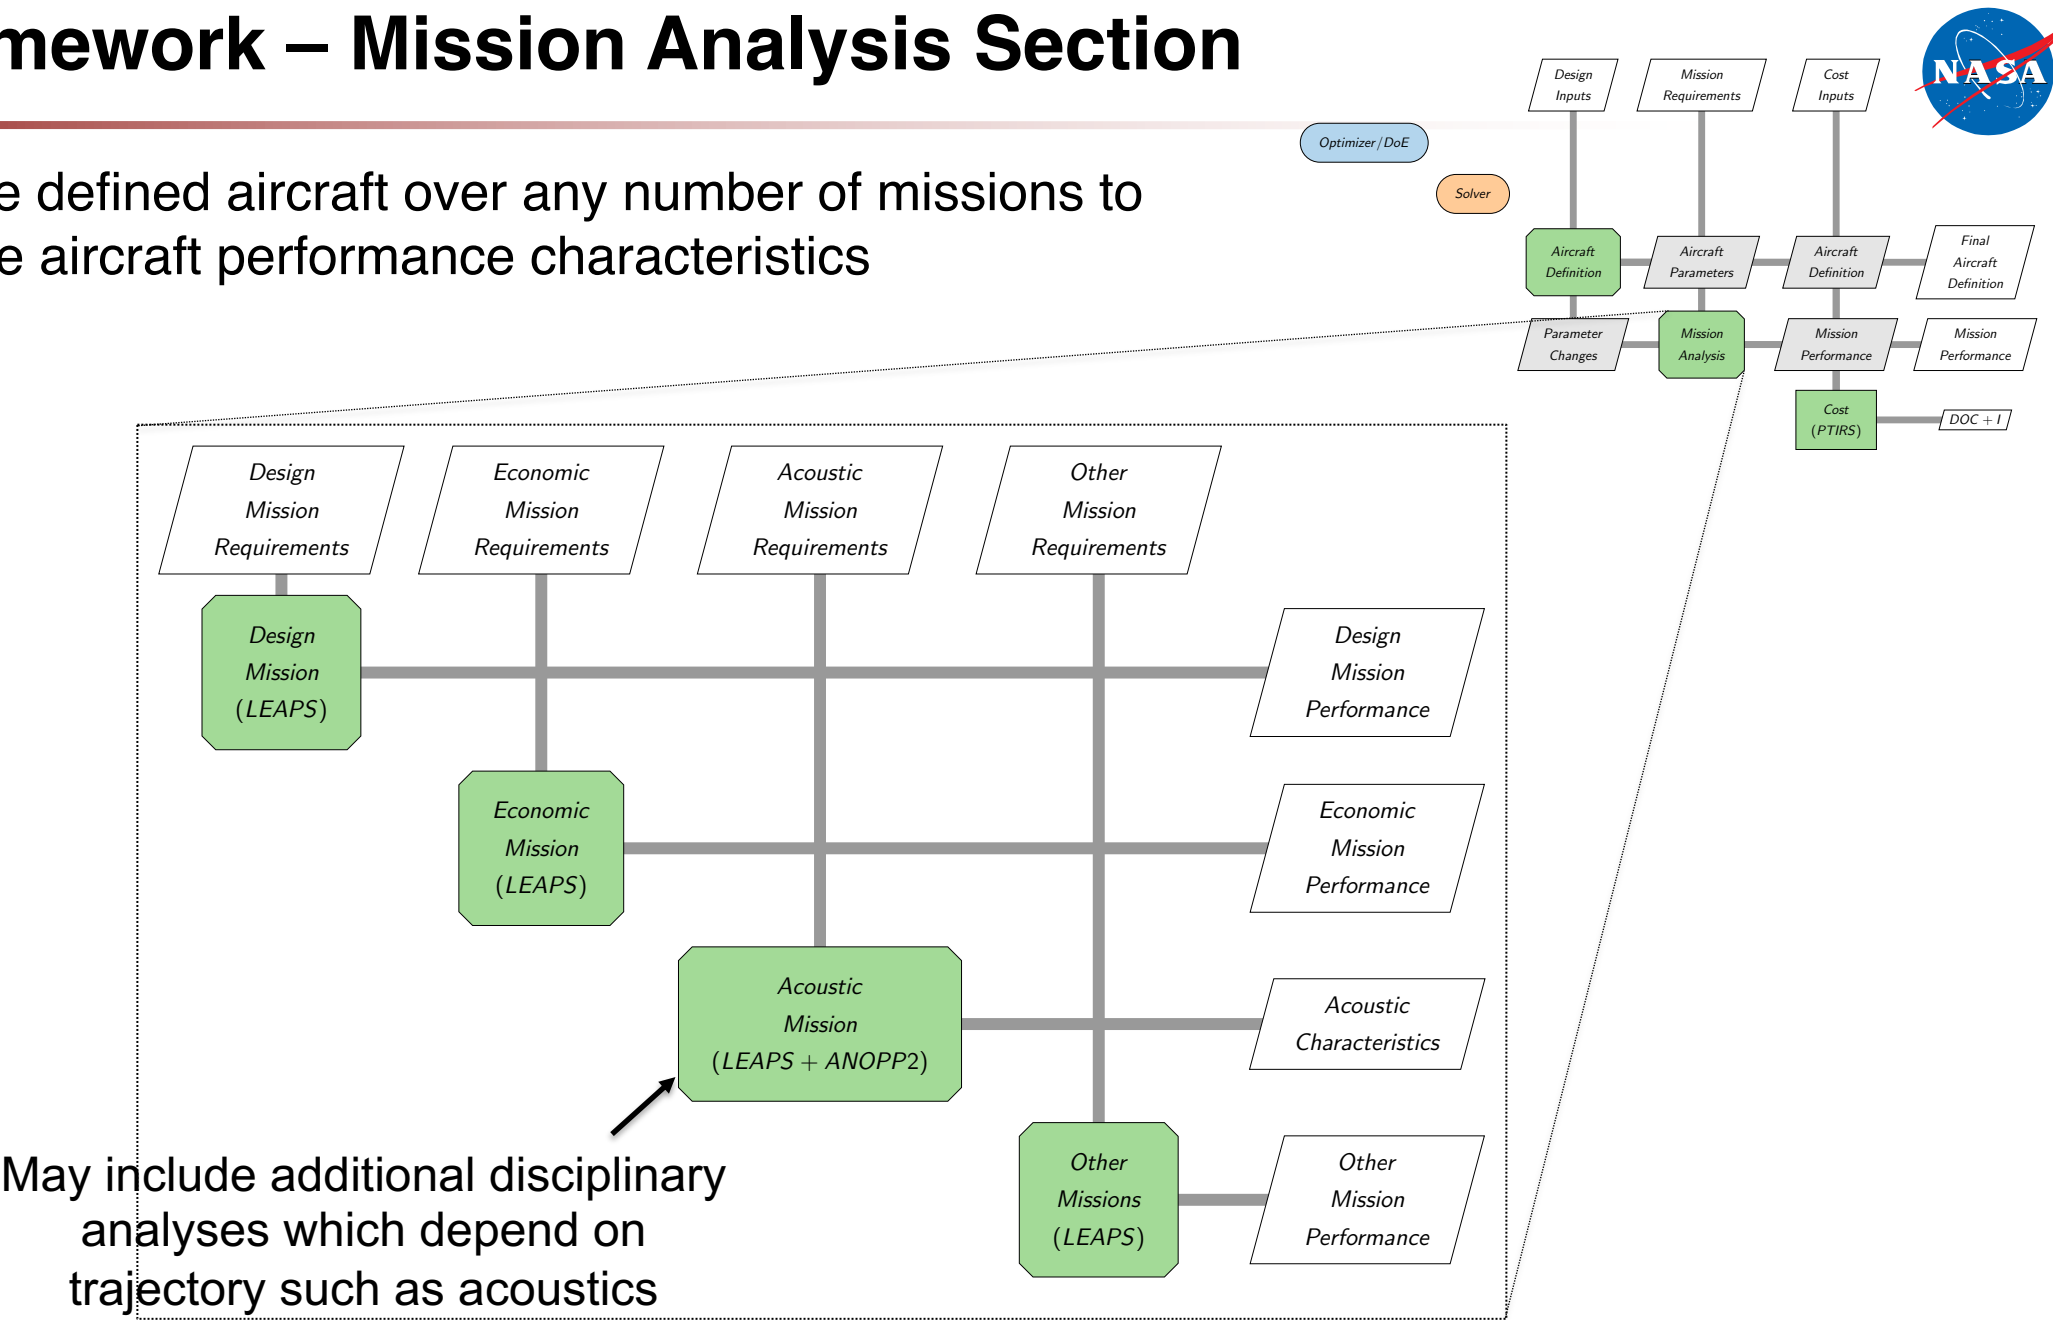 mework – Mission Analysis Section
NASA
e defined aircraft over any number of missions to
e aircraft performance characteristics
Design
Inputs
Mission
Requirements
Cost
Inputs
Optimizer/DoE
Solver
Aircraft
Definition
Aircraft
Parameters
Aircraft
Definition
Final
Aircraft
Definition
Parameter
Changes
Mission
Analysis
Mission
Performance
Mission
Performance
Cost
(PTIRS)
DOC + I
Design
Mission
Requirements
Economic
Mission
Requirements
Acoustic
Mission
Requirements
Other
Mission
Requirements
Design
Mission
(LEAPS)
Design
Mission
Performance
Economic
Mission
(LEAPS)
Economic
Mission
Performance
Acoustic
Mission
(LEAPS + ANOPP2)
Acoustic
Characteristics
Other
Missions
(LEAPS)
Other
Mission
Performance
May include additional disciplinary
analyses which depend on
trajectory such as acoustics